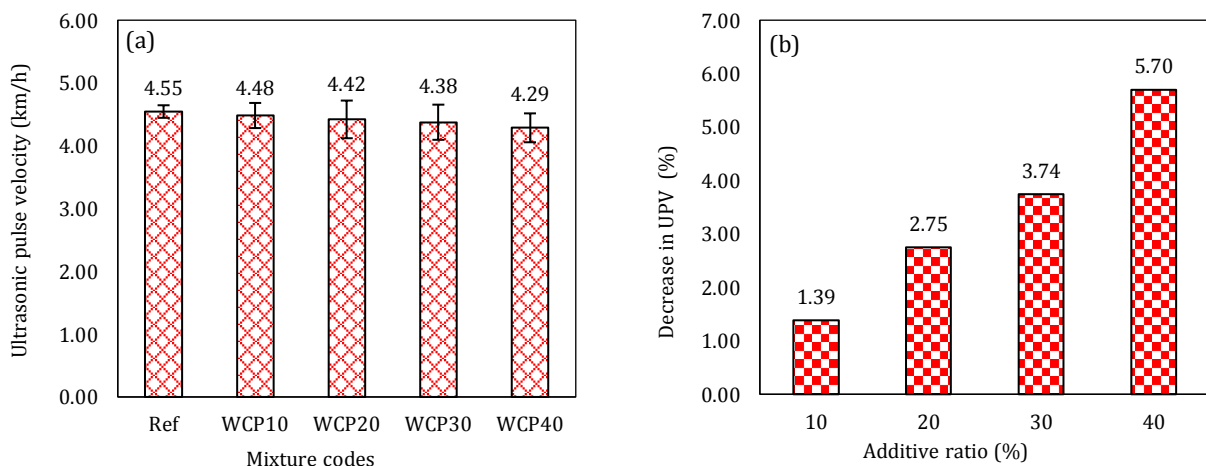 (a)
Ultrasonic pulse velocity (km/h)
6.00
5.00
4.00
3.00
2.00
1.00
0.00
4.55
4.48
4.42
4.38
4.29
Ref
WCP10
WCP20
WCP30
WCP40
Mixture codes
(b)
Decrease in UPV (%)
7.00
6.00
5.00
4.00
3.00
2.00
1.00
0.00
1.39
2.75
3.74
5.70
10
20
30
40
Additive ratio (%)